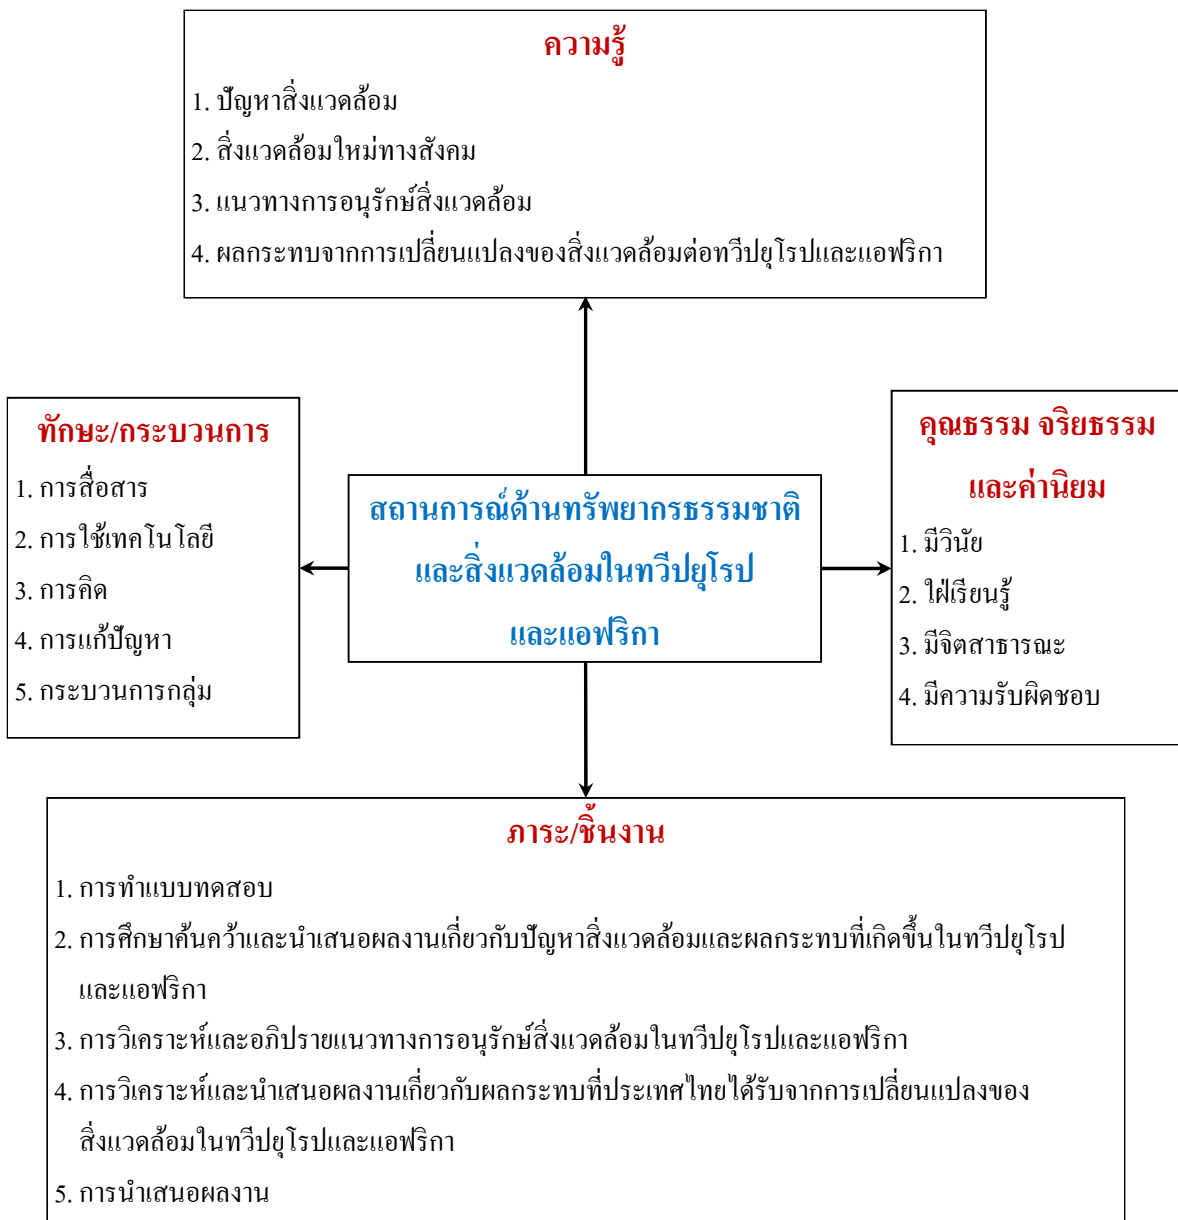 ความรู้
1. ปัญหาสิ่งแวดล้อม
2. สิ่งแวดล้อมใหม่ทางสังคม
3. แนวทางการอนุรักษ์สิ่งแวดล้อม
4. ผลกระทบจากการเปลี่ยนแปลงของสิ่งแวดล้อมต่อทวีปยุโรปและแอฟริกา
ทักษะ/กระบวนการ
1. การสื่อสาร
2. การใช้เทคโนโลยี
3. การคิด
4. การแก้ปัญหา
5. กระบวนการกลุ่ม
สถานการณ์ด้านทรัพยากรธรรมชาติ
และสิ่งแวดล้อมในทวีปยุโรป
และแอฟริกา
คุณธรรม จริยธรรม
และค่านิยม
1. มีวินัย
2. ใฝ่เรียนรู้
3. มีจิตสาธารณะ
4. มีความรับผิดชอบ
ภาระ/ชิ้นงาน
1. การทำแบบทดสอบ
2. การศึกษาค้นคว้าและนำเสนอผลงานเกี่ยวกับปัญหาสิ่งแวดล้อมและผลกระทบที่เกิดขึ้นในทวีปยุโรป
และแอฟริกา
3. การวิเคราะห์และอภิปรายแนวทางการอนุรักษ์สิ่งแวดล้อมในทวีปยุโรปและแอฟริกา
4. การวิเคราะห์และนำเสนอผลงานเกี่ยวกับผลกระทบที่ประเทศไทยได้รับจากการเปลี่ยนแปลงของ
สิ่งแวดล้อมในทวีปยุโรปและแอฟริกา
5. การนำเสนอผลงาน